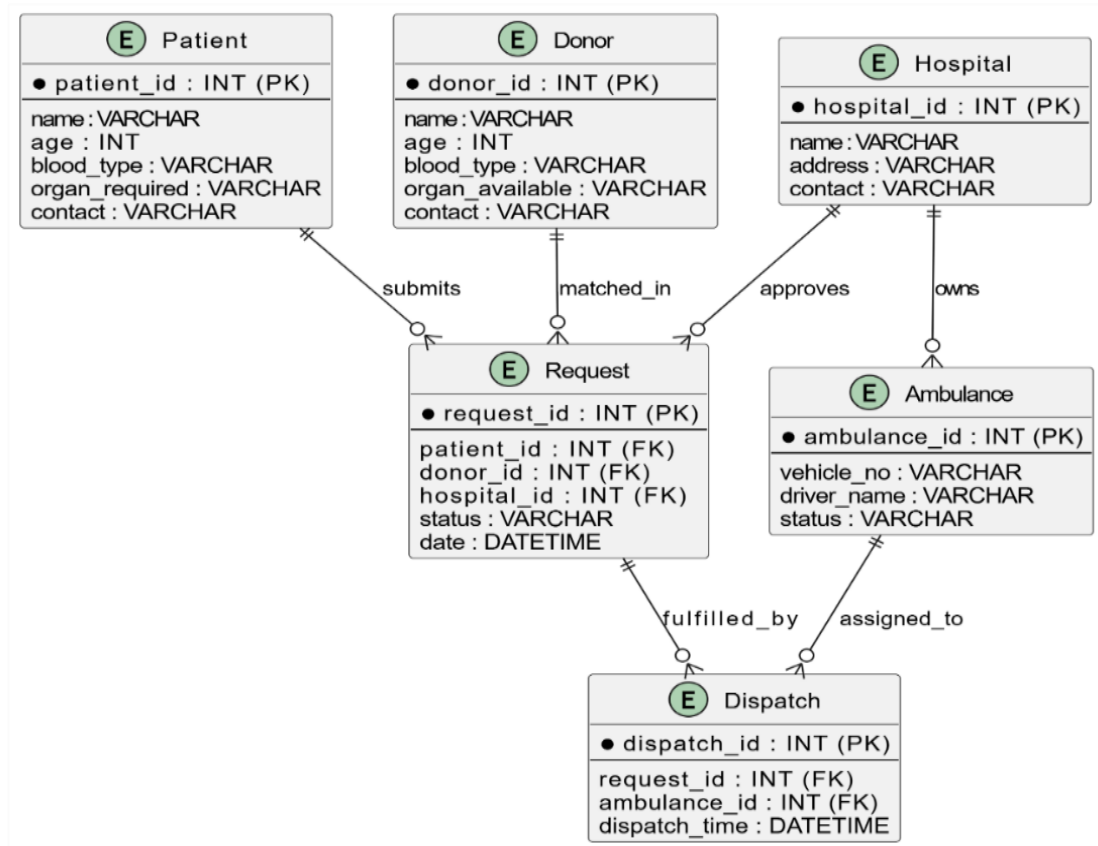 E Patient
● patient_id : INT (PK)
name : VARCHAR
age : INT
blood_type : VARCHAR
organ_required : VARCHAR
contact : VARCHAR
E Donor
● donor_id : INT (PK)
name : VARCHAR
age : INT
blood_type : VARCHAR
organ_available : VARCHAR
contact : VARCHAR
E Hospital
● hospital_id : INT (PK)
name : VARCHAR
address : VARCHAR
contact : VARCHAR
submits
matched_in
approves
owns
E Request
● request_id : INT (PK)
patient_id : INT (FK)
donor_id : INT (FK)
hospital_id : INT (FK)
status : VARCHAR
date : DATETIME
E Ambulance
● ambulance_id : INT (PK)
vehicle_no : VARCHAR
driver_name : VARCHAR
status : VARCHAR
fulfilled_by
assigned_to
E Dispatch
● dispatch_id : INT (PK)
request_id : INT (FK)
ambulance_id : INT (FK)
dispatch_time : DATETIME